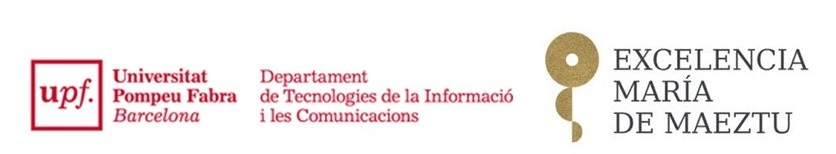 upf.
Universitat
Pompeu Fabra
Barcelona
Departament
de Tecnologies de la Informació
i les Comunicacions
EXCELENCIA
MARÍA
DE MAEZTU